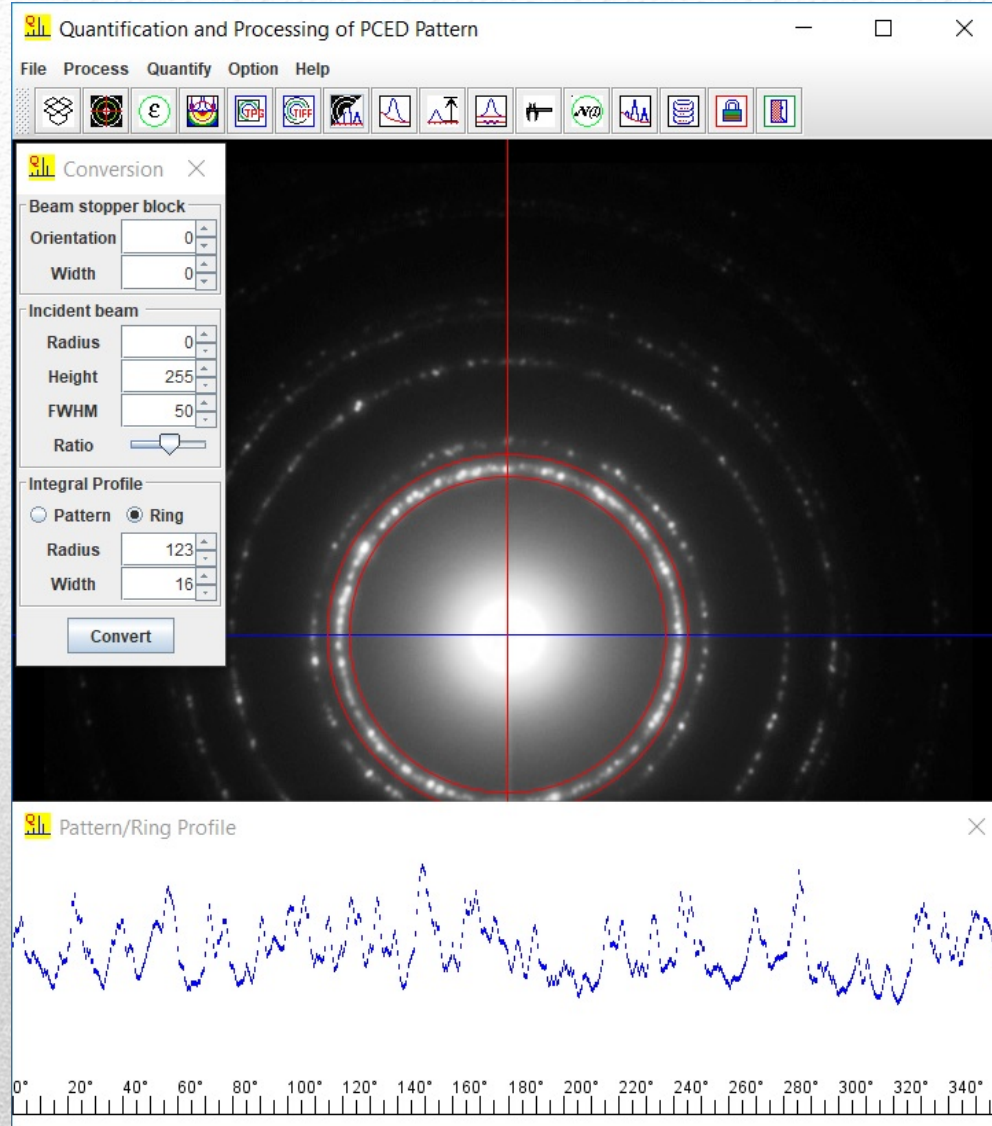 Quantification and Processing of PCED Pattern
File Process Quantify Option Help
ε JPG TIFF N(D)
Conversion
Beam stopper block
Orientation 0
Width 0
Incident beam
Radius 0
Height 255
FWHM 50
Ratio
Integral Profile
Pattern Ring
Radius 123
Width 16
Convert
Pattern/Ring Profile
0° 20° 40° 60° 80° 100° 120° 140° 160° 180° 200° 220° 240° 260° 280° 300° 320° 340°